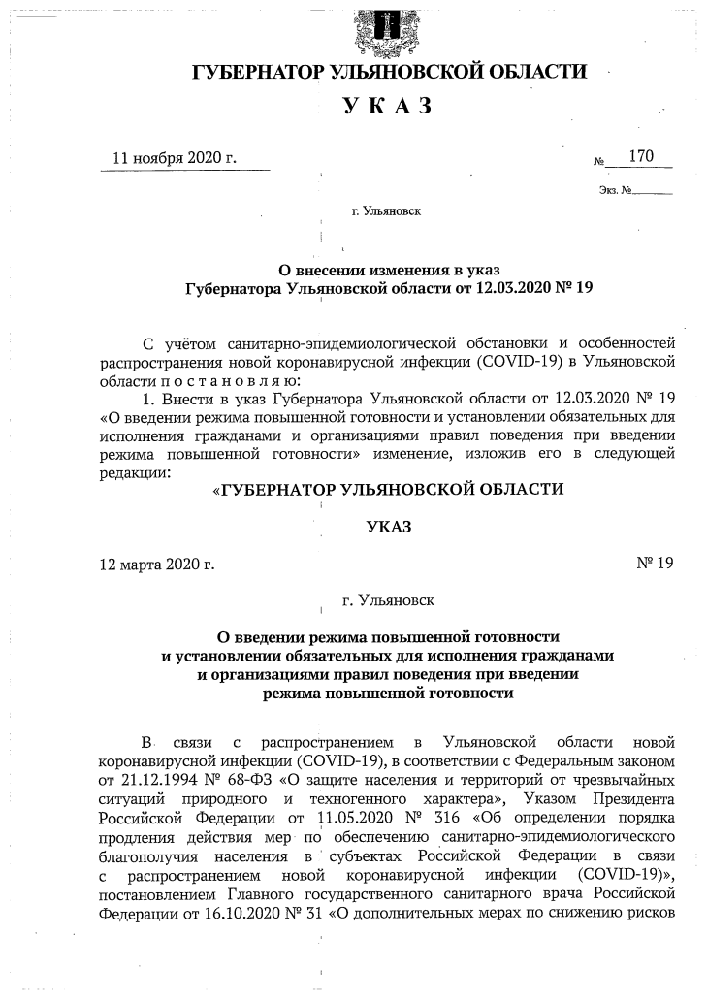 ГУБЕРНАТОР УЛЬЯНОВСКОЙ ОБЛАСТИ
У К А З
11 ноября 2020 г.
№ 170
Экз. №
г. Ульяновск
О внесении изменения в указ
Губернатора Ульяновской области от 12.03.2020 № 19
С учётом санитарно-эпидемиологической обстановки и особенностей
распространения новой коронавирусной инфекции (COVID-19) в Ульяновской
области п о с т а н о в л я ю:
1. Внести в указ Губернатора Ульяновской области от 12.03.2020 № 19
«О введении режима повышенной готовности и установлении обязательных для
исполнения гражданами и организациями правил поведения при введении
режима повышенной готовности» изменение, изложив его в следующей
редакции:
«ГУБЕРНАТОР УЛЬЯНОВСКОЙ ОБЛАСТИ
УКАЗ
12 марта 2020 г.
№ 19
г. Ульяновск
О введении режима повышенной готовности
и установлении обязательных для исполнения гражданами
и организациями правил поведения при введении
режима повышенной готовности
В связи с распространением в Ульяновской области новой
коронавирусной инфекции (COVID-19), в соответствии с Федеральным законом
от 21.12.1994 № 68-ФЗ «О защите населения и территорий от чрезвычайных
ситуаций природного и техногенного характера», Указом Президента
Российской Федерации от 11.05.2020 № 316 «Об определении порядка
продления действия мер по обеспечению санитарно-эпидемиологического
благополучия населения в субъектах Российской Федерации в связи
с распространением новой коронавирусной инфекции (COVID-19)»,
постановлением Главного государственного санитарного врача Российской
Федерации от 16.10.2020 № 31 «О дополнительных мерах по снижению рисков